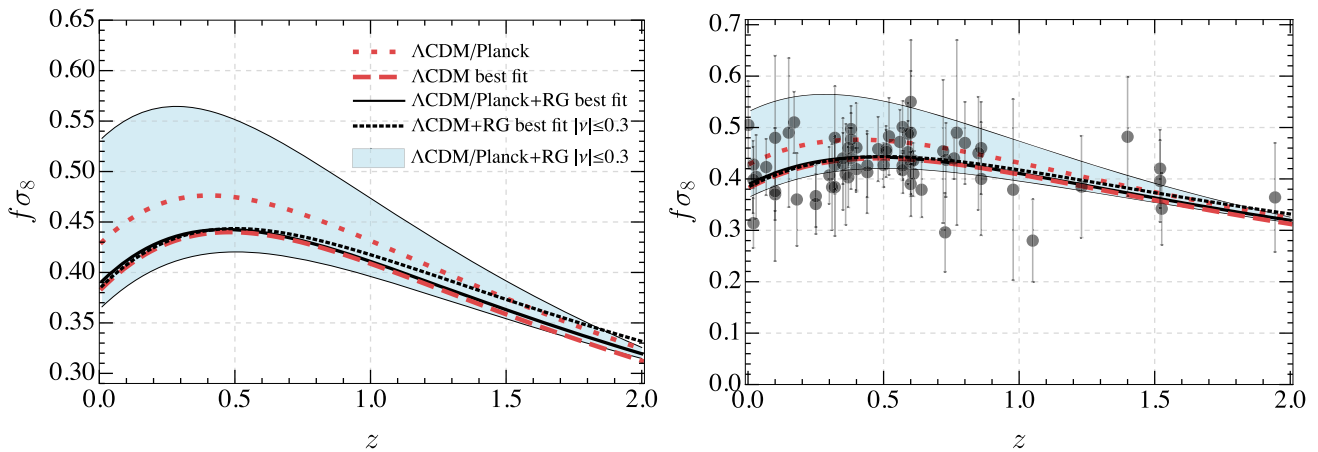 0.65
0.60
0.55
0.50
0.45
0.40
0.35
0.30
fσ8
ΛCDM/Planck
ΛCDM best fit
ΛCDM/Planck+RG best fit
ΛCDM+RG best fit |ν|≤0.3
ΛCDM/Planck+RG |ν|≤0.3
0.0 0.5 1.0 1.5 2.0
z
0.7
0.6
0.5
0.4
0.3
0.2
0.1
0.0
fσ8
0.0 0.5 1.0 1.5 2.0
z